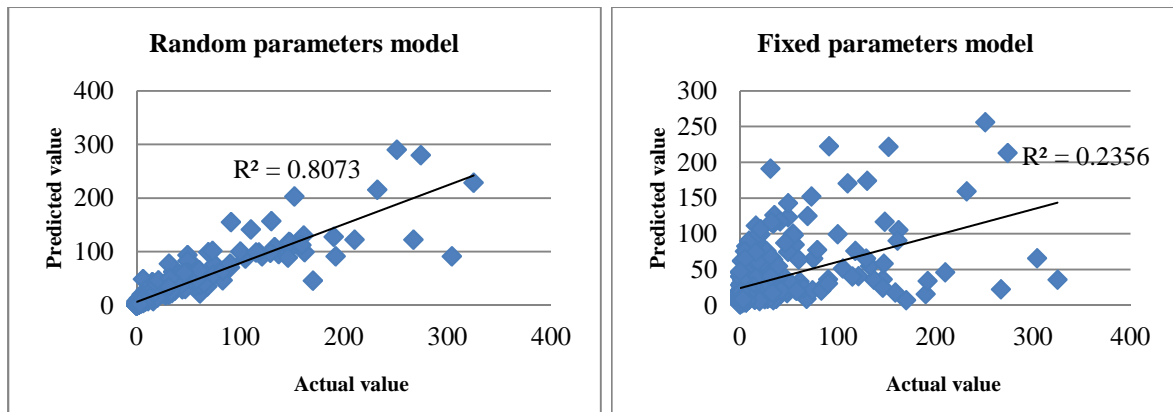 Random parameters model
400
300
200
100
0
0 100 200 300 400
Predicted value
Actual value
R² = 0.8073
Fixed parameters model
300
250
200
150
100
50
0
0 100 200 300 400
Predicted value
Actual value
R² = 0.2356